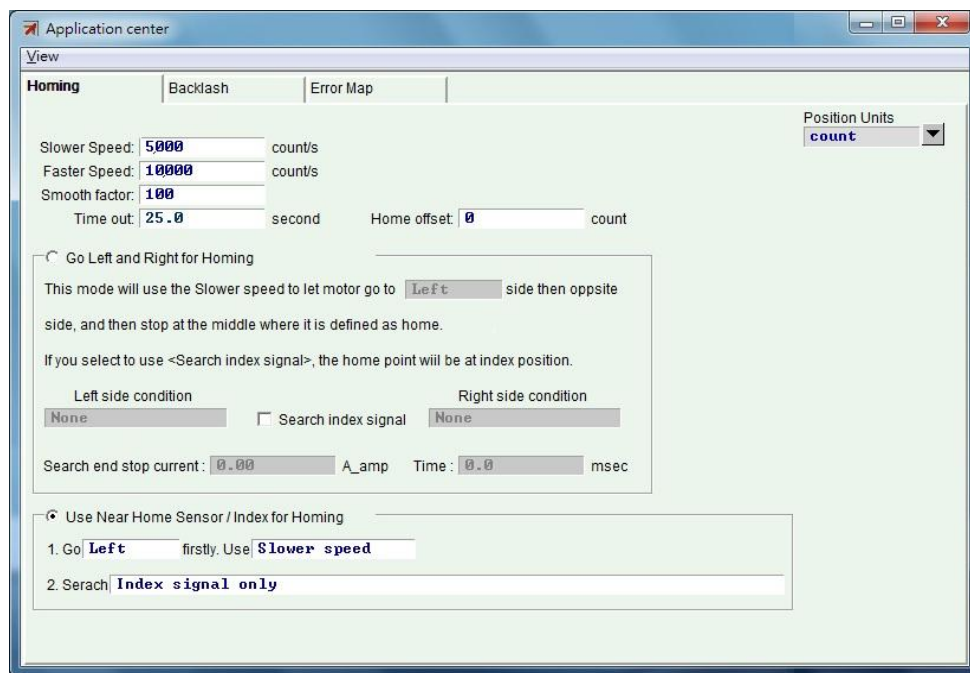 Application center
View
Homing Backlash Error Map
Position Units
count
Slower Speed: 5000 count/s
Faster Speed: 10000 count/s
Smooth factor: 100
Time out: 25.0 second Home offset: 0 count
Go Left and Right for Homing
This mode will use the Slower speed to let motor go to Left side then oppsite
side, and then stop at the middle where it is defined as home.
If you select to use <Search index signal>, the home point wiil be at index position.
Left side condition Right side condition
None Search index signal None
Search end stop current : 0.00 A_amp Time : 0.0 msec
Use Near Home Sensor / Index for Homing
1. Go Left firstly. Use Slower speed
2. Serach Index signal only